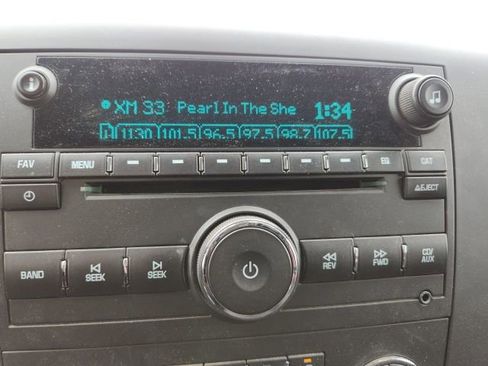 XM 33 Pearl In The She 1:34
1130 101.5 96.5 97.5 98.7 107.5
FAV MENU EQ CAT
EJECT
BAND SEEK SEEK REV FWD CD/
AUX